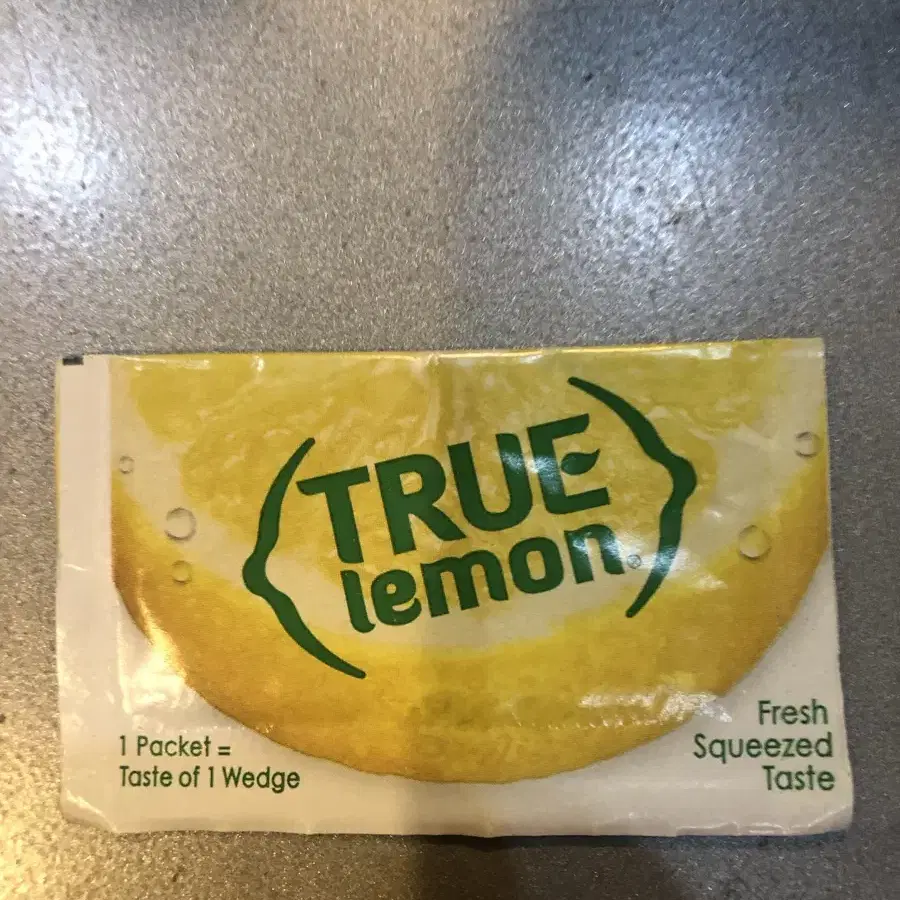 TRUE
lemon®
1 Packet =
Taste of 1 Wedge
Fresh
Squeezed
Taste